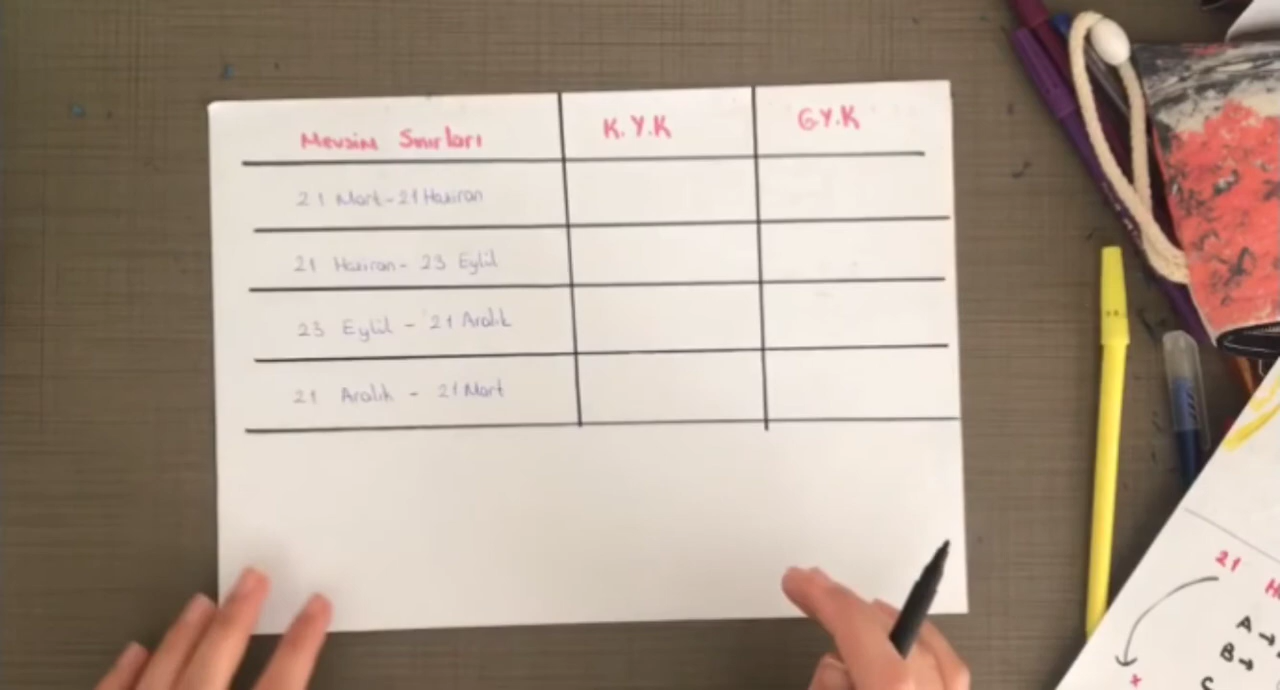 Mevsim Sınırları K.Y.K G.Y.K
21 Mart-21 Haziran
21 Haziran- 23 Eylül
23 Eylül - 21 Aralık
21 Aralık - 21 Mart
21
A→
B→
C